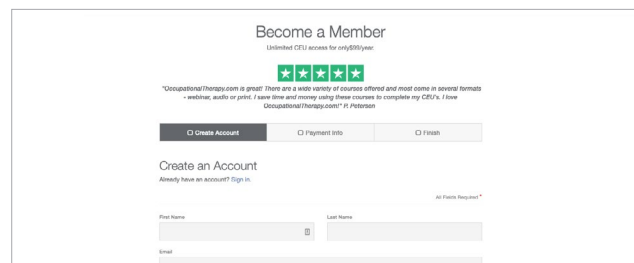 Become a Member
Unlimited CEU access for only $99/year.
"OccupationalTherapy.com is great! There are a wide variety of courses offered and most come in several formats
- webinar, audio or print. I save time and money using these courses to complete my CEU's. I love
OccupationalTherapy.com!" P. Petersen
Create Account
Payment Info
Finish
Create an Account
Already have an account? Sign in.
All Fields Required *
First Name
Last Name
Email